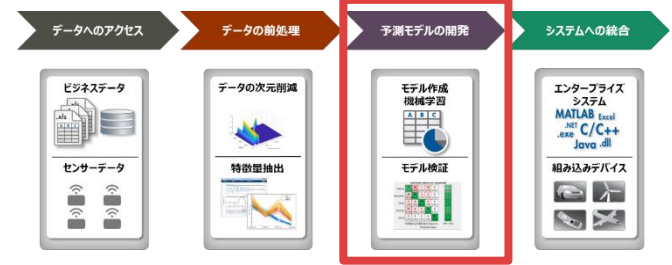 データへのアクセス
データの前処理
予測モデルの開発
システムへの統合
ビジネスデータ
.xls
センサーデータ
データの次元削減
特徴量抽出
モデル作成
機械学習
A B C
モデル検証
エンタープライズ
システム
MATLAB Excel
.NET C/C++
.exe
Java .dll
組み込みデバイス